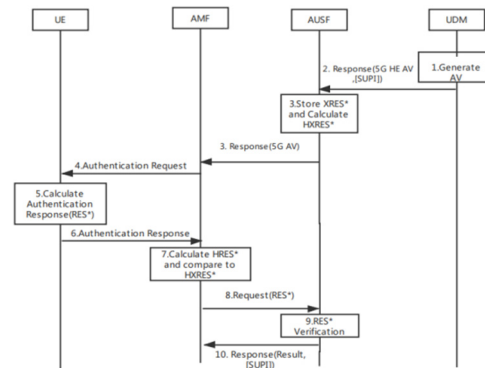 UE
AMF
AUSF
UDM
1.Generate
AV
2. Response(5G HE AV
,[SUPI])
3.Store XRES*
and Calculate
HXRES*
3. Response(5G AV)
4.Authentication Request
5.Calculate
Authentication
Response(RES*)
6.Authentication Response
7.Calculate HRES*
and compare to
HXRES*
8.Request(RES*)
9.RES*
Verification
10. Response(Result,
[SUPI])